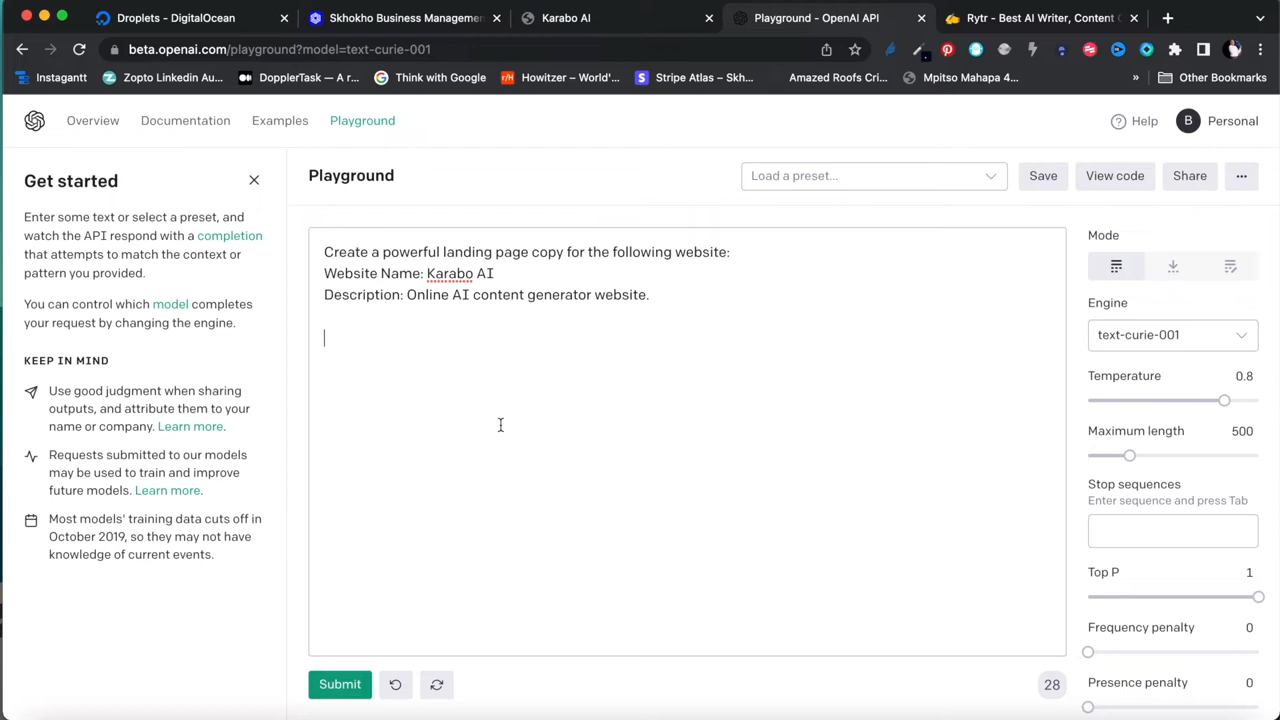 Droplets - DigitalOcean
Skhokho Business Managemen
Karabo AI
Playground - OpenAI API
Rytr - Best AI Writer, Content G
beta.openai.com/playground?model=text-curie-001
Instagantt
Zopto Linkedin Au...
DopplerTask — A r...
Think with Google
Howitzer – World'...
Stripe Atlas – Skh...
Amazed Roofs Cri...
Mpitso Mahapa 4...
»
Other Bookmarks
Overview
Documentation
Examples
Playground
Help
B
Personal
Get started
Enter some text or select a preset, and
watch the API respond with a completion
that attempts to match the context or
pattern you provided.
You can control which model completes
your request by changing the engine.
KEEP IN MIND
Use good judgment when sharing
outputs, and attribute them to your
name or company. Learn more.
Requests submitted to our models
may be used to train and improve
future models. Learn more.
Most models' training data cuts off in
October 2019, so they may not have
knowledge of current events.
Playground
Load a preset...
Save
View code
Share
...
Create a powerful landing page copy for the following website:
Website Name: Karabo AI
Description: Online AI content generator website.
Submit
28
Mode
Engine
text-curie-001
Temperature 0.8
Maximum length 500
Stop sequences
Enter sequence and press Tab
Top P 1
Frequency penalty 0
Presence penalty 0